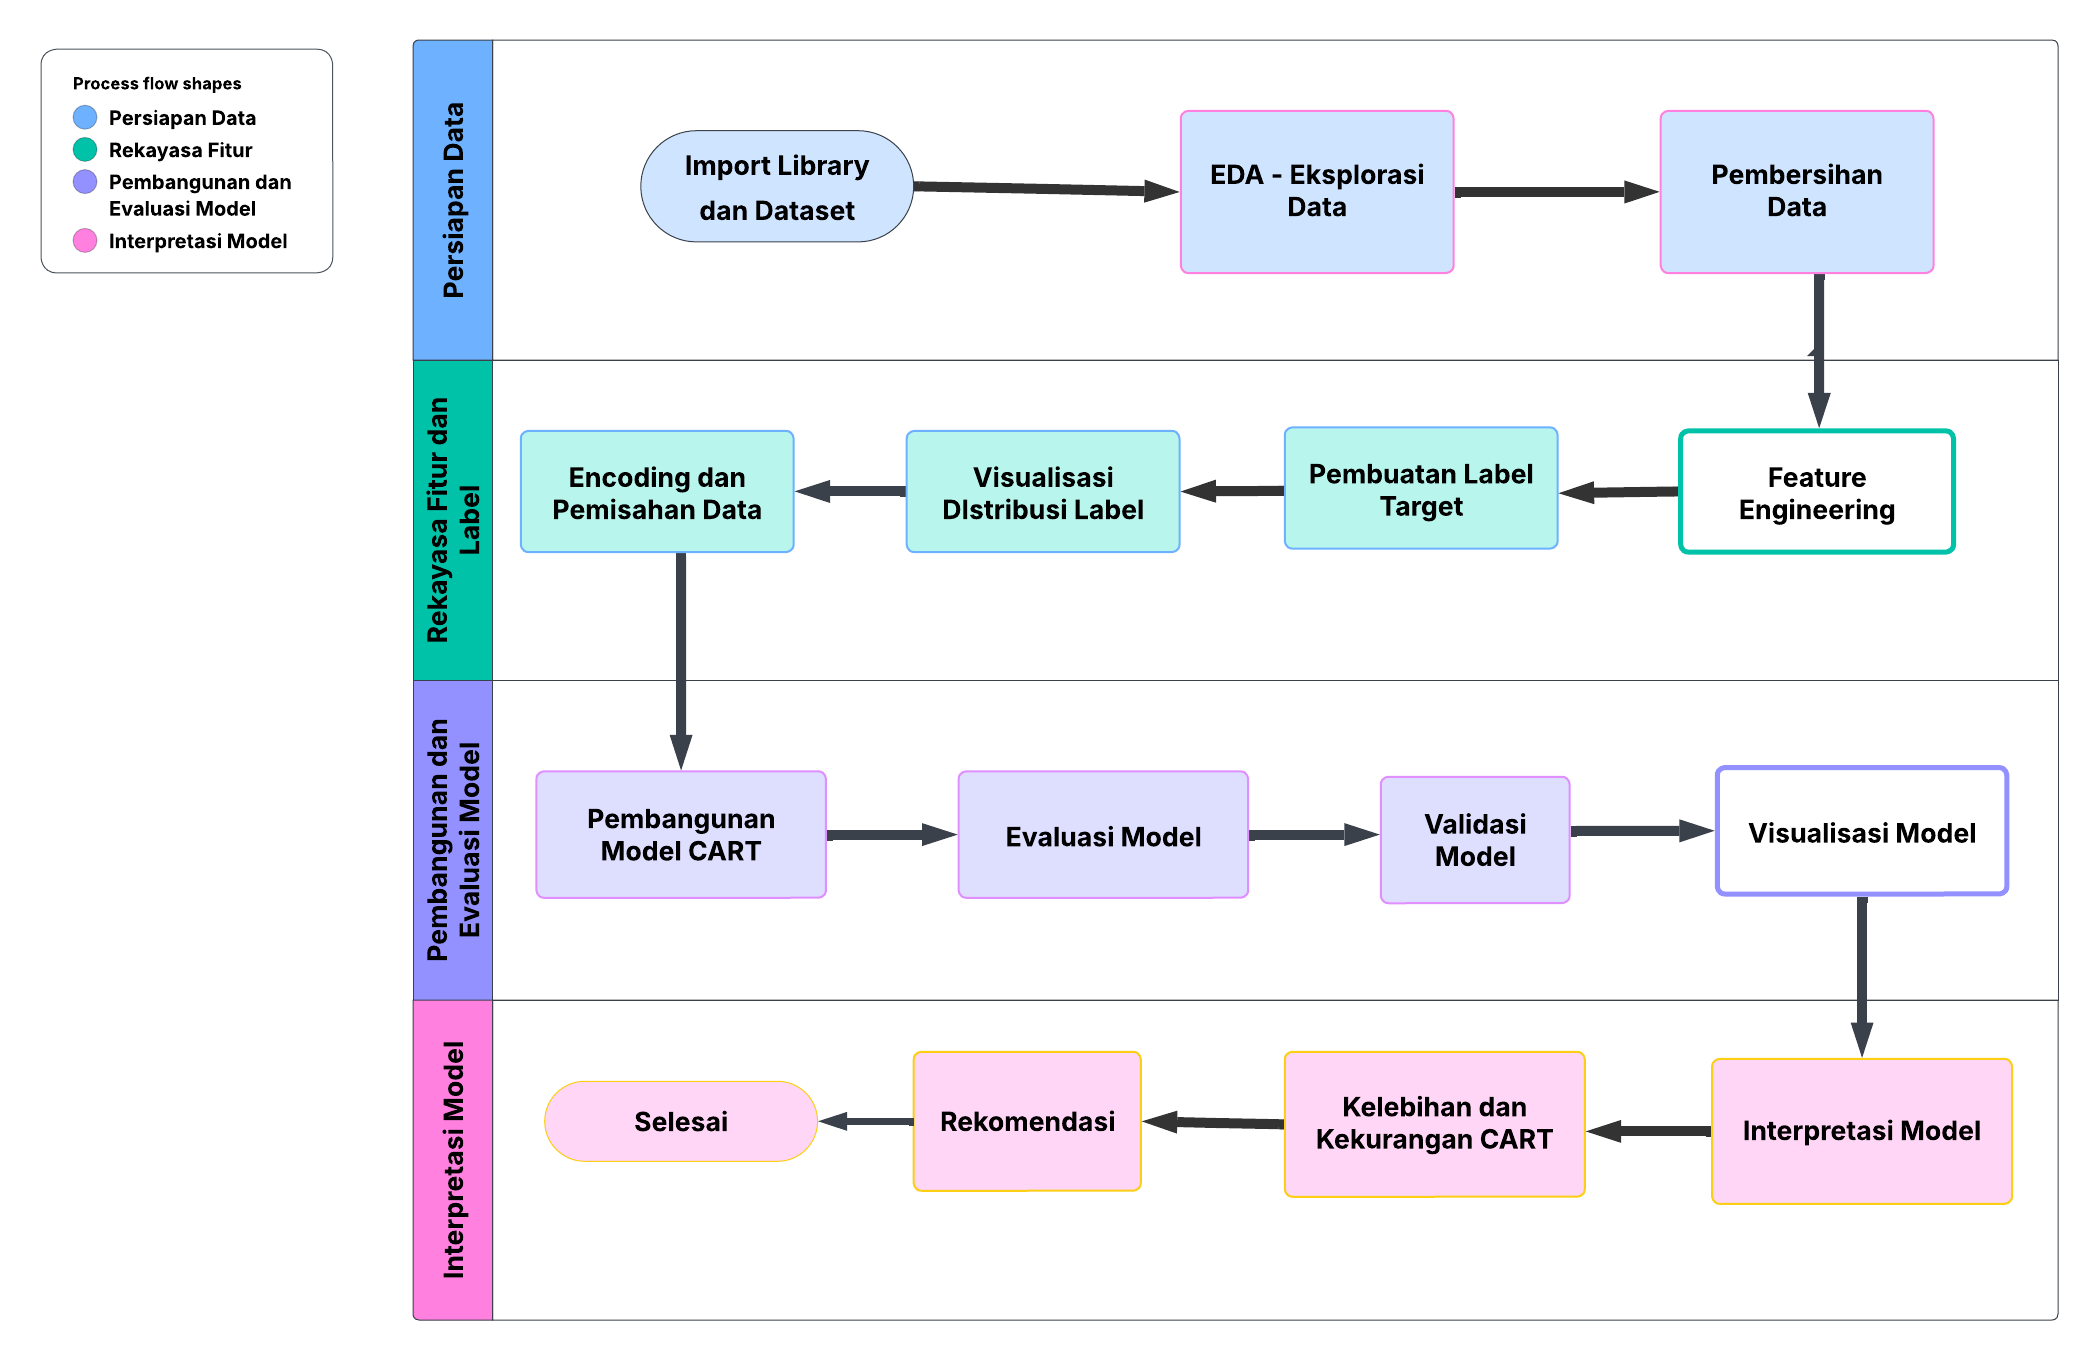 Process flow shapes
Persiapan Data
Rekayasa Fitur
Pembangunan dan
Evaluasi Model
Interpretasi Model
Persiapan Data
Import Library
dan Dataset
EDA - Eksplorasi
Data
Pembersihan
Data
Rekayasa Fitur dan
Label
Encoding dan
Pemisahan Data
Visualisasi
DIstribusi Label
Pembuatan Label
Target
Feature
Engineering
Pembangunan dan
Evaluasi Model
Pembangunan
Model CART
Evaluasi Model
Validasi
Model
Visualisasi Model
Interpretasi Model
Selesai
Rekomendasi
Kelebihan dan
Kekurangan CART
Interpretasi Model